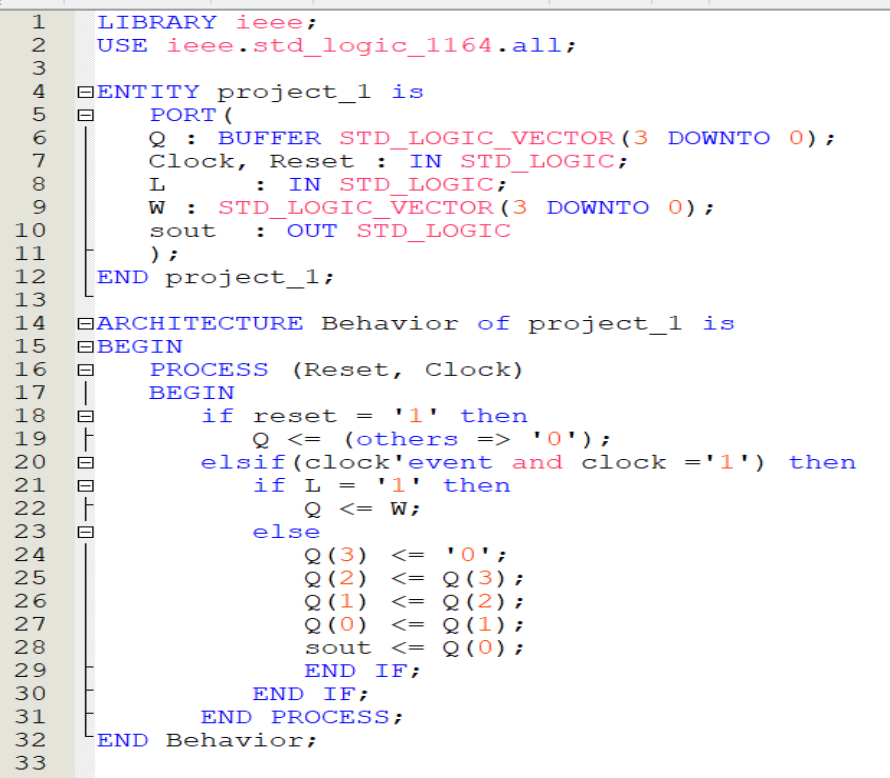 1 LIBRARY ieee;
2 USE ieee.std_logic_1164.all;
3
4 ENTITY project_1 is
5 PORT(
6 Q : BUFFER STD_LOGIC_VECTOR(3 DOWNTO 0);
7 Clock, Reset : IN STD_LOGIC;
8 L : IN STD_LOGIC;
9 W : STD_LOGIC_VECTOR(3 DOWNTO 0);
10 sout : OUT STD_LOGIC
11 );
12 END project_1;
13
14 ARCHITECTURE Behavior of project_1 is
15 BEGIN
16 PROCESS (Reset, Clock)
17 BEGIN
18 if reset = '1' then
19 Q <= (others => '0');
20 elsif(clock'event and clock ='1') then
21 if L = '1' then
22 Q <= W;
23 else
24 Q(3) <= '0';
25 Q(2) <= Q(3);
26 Q(1) <= Q(2);
27 Q(0) <= Q(1);
28 sout <= Q(0);
29 END IF;
30 END IF;
31 END PROCESS;
32 END Behavior;
33